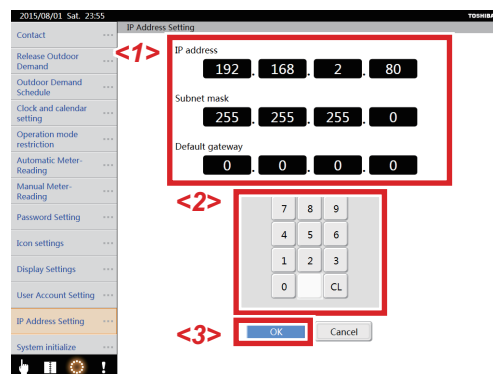 2015/08/01 Sat. 23:55
TOSHIBA
IP Address Setting
Contact
Release Outdoor
Demand
Outdoor Demand
Schedule
Clock and calendar
setting
Operation mode
restriction
Automatic Meter-
Reading
Manual Meter-
Reading
Password Setting
Icon settings
Display Settings
User Account Setting
IP Address Setting
System initialize
<1>
IP address
192 . 168 . 2 . 80
Subnet mask
255 . 255 . 255 . 0
Default gateway
0 . 0 . 0 . 0
<2>
7 8 9
4 5 6
1 2 3
0 CL
<3>
OK Cancel